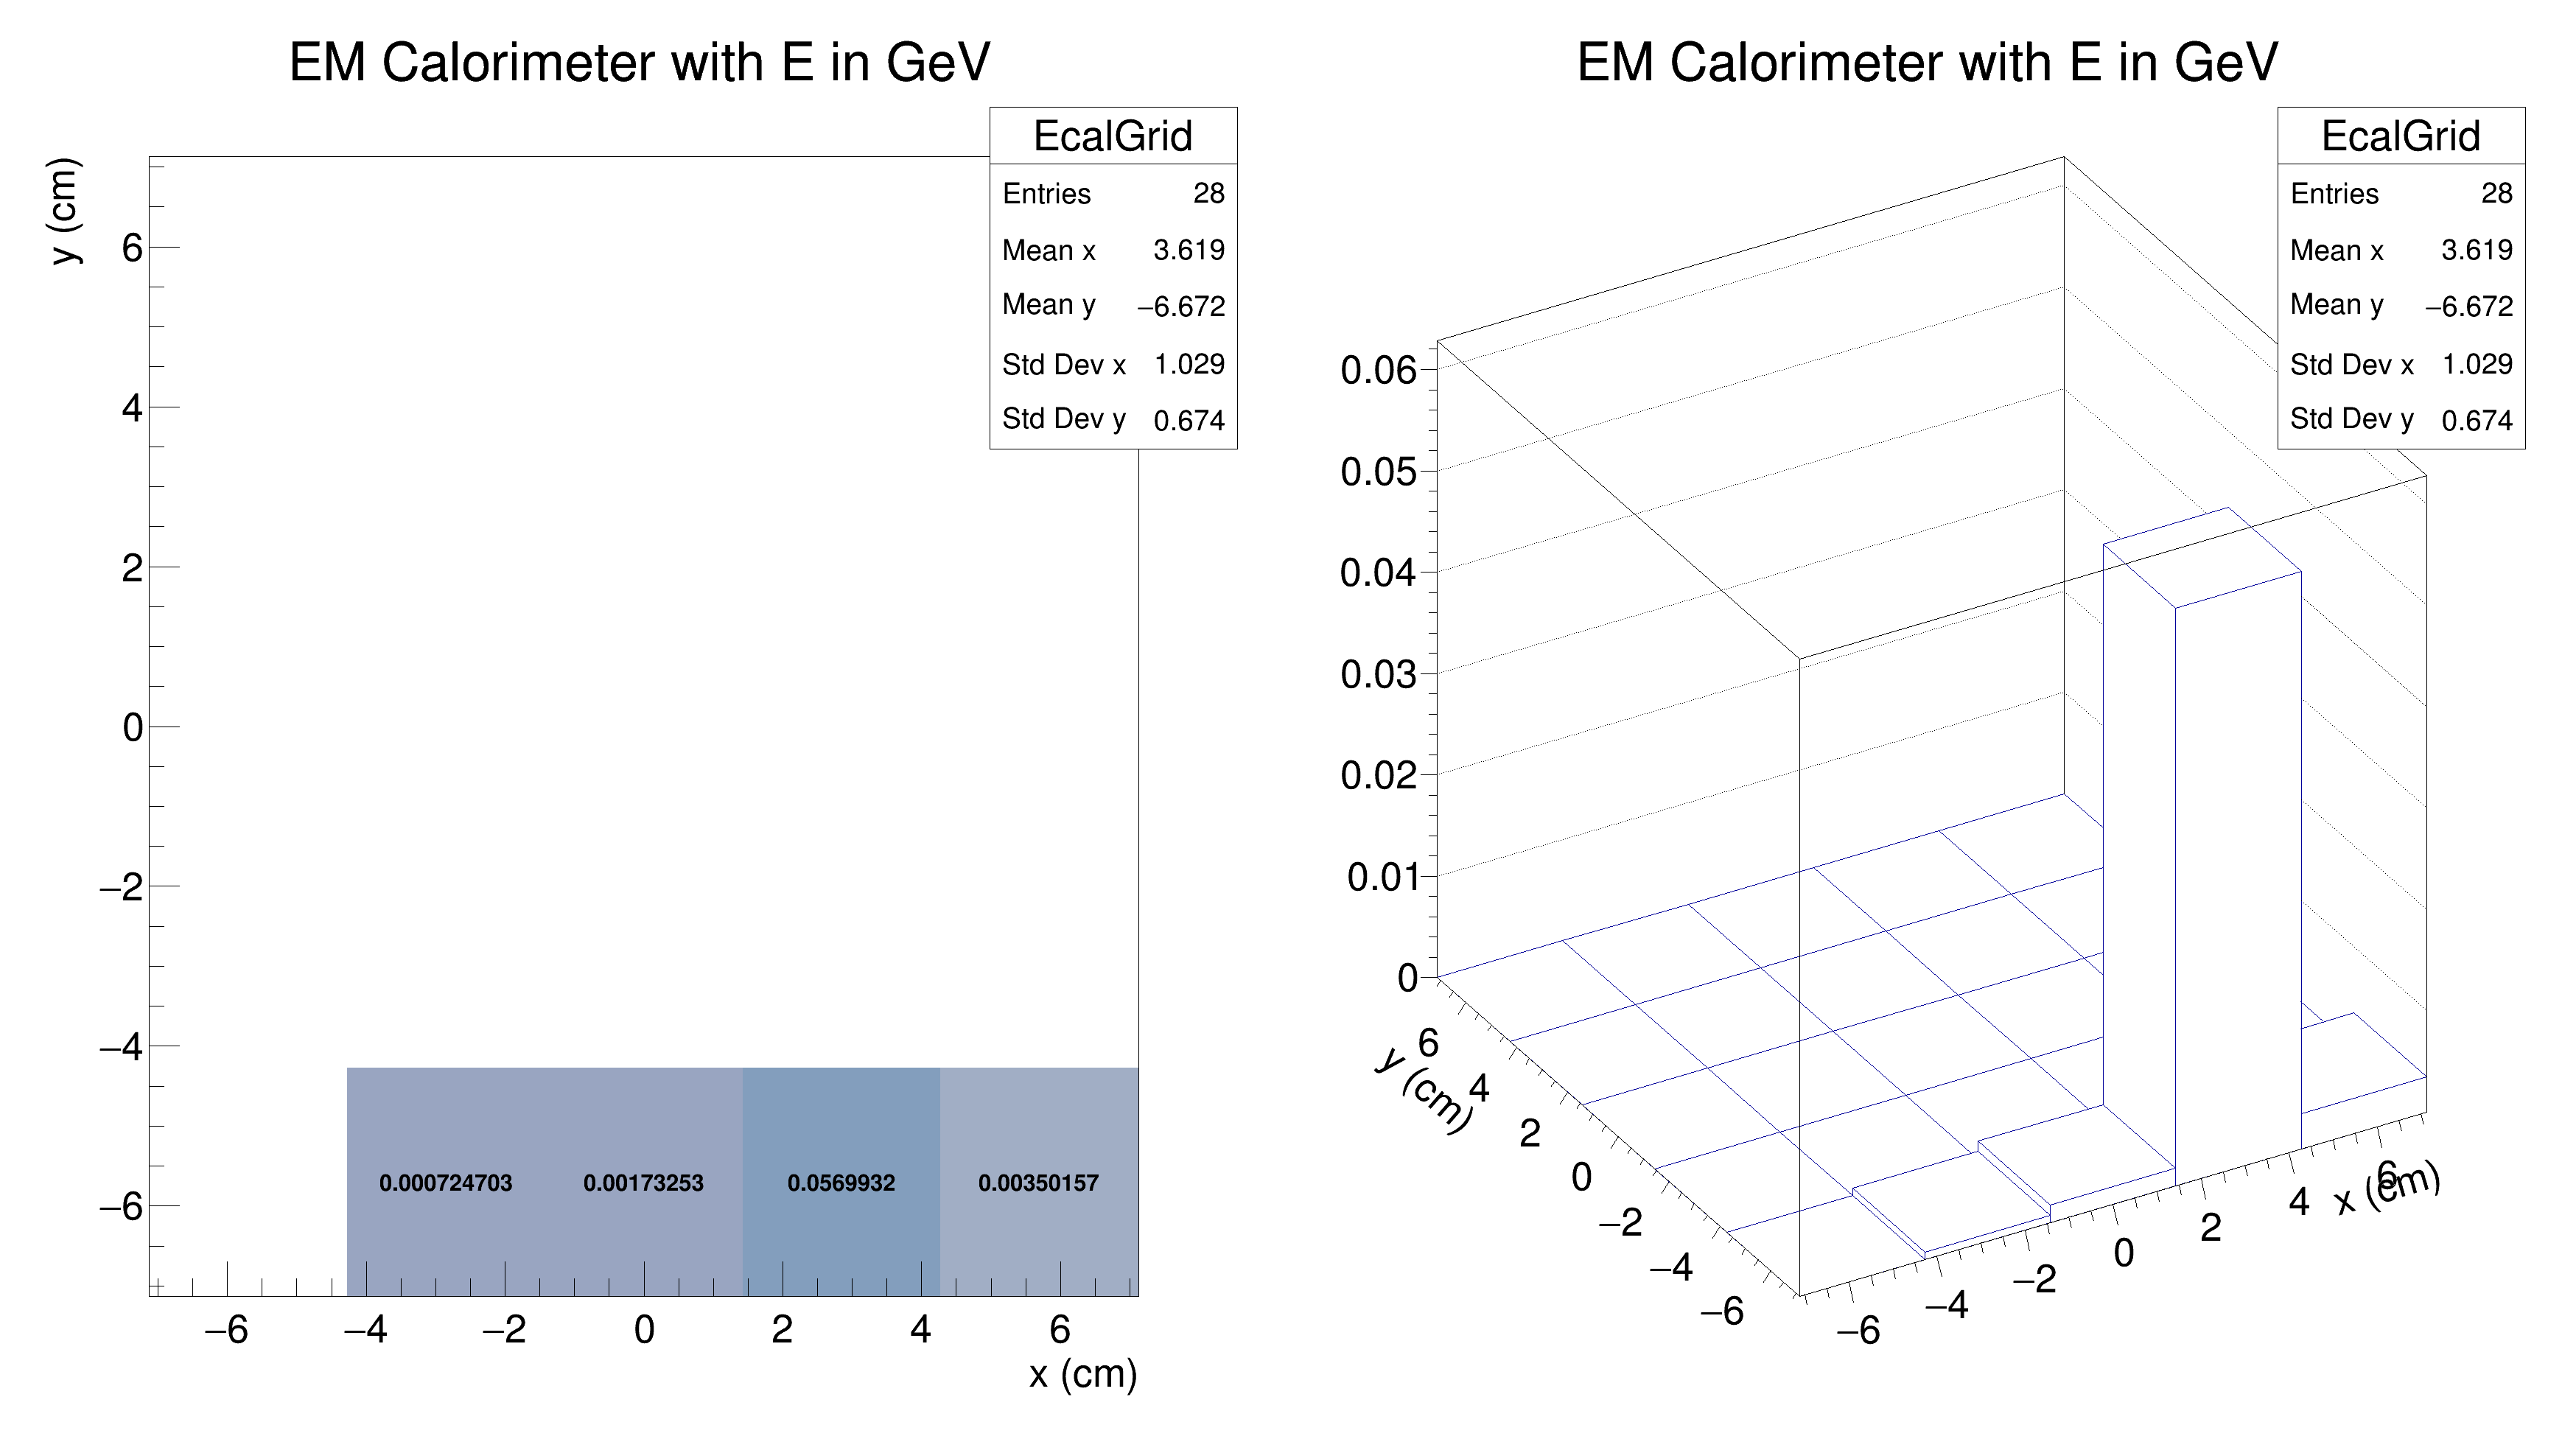 EM Calorimeter with E in GeV
EcalGrid
Entries 28
Mean x 3.619
Mean y −6.672
Std Dev x 1.029
Std Dev y 0.674
y (cm)
6
4
2
0
−2
−4
−6
0.000724703 0.00173253 0.0569932 0.00350157
−6 −4 −2 0 2 4 6
x (cm)
EM Calorimeter with E in GeV
EcalGrid
Entries 28
Mean x 3.619
Mean y −6.672
Std Dev x 1.029
Std Dev y 0.674
0.06
0.05
0.04
0.03
0.02
0.01
0
y (cm)
6
4
2
0
−2
−4
−6
−6 −4 −2 0 2 4 6
x (cm)